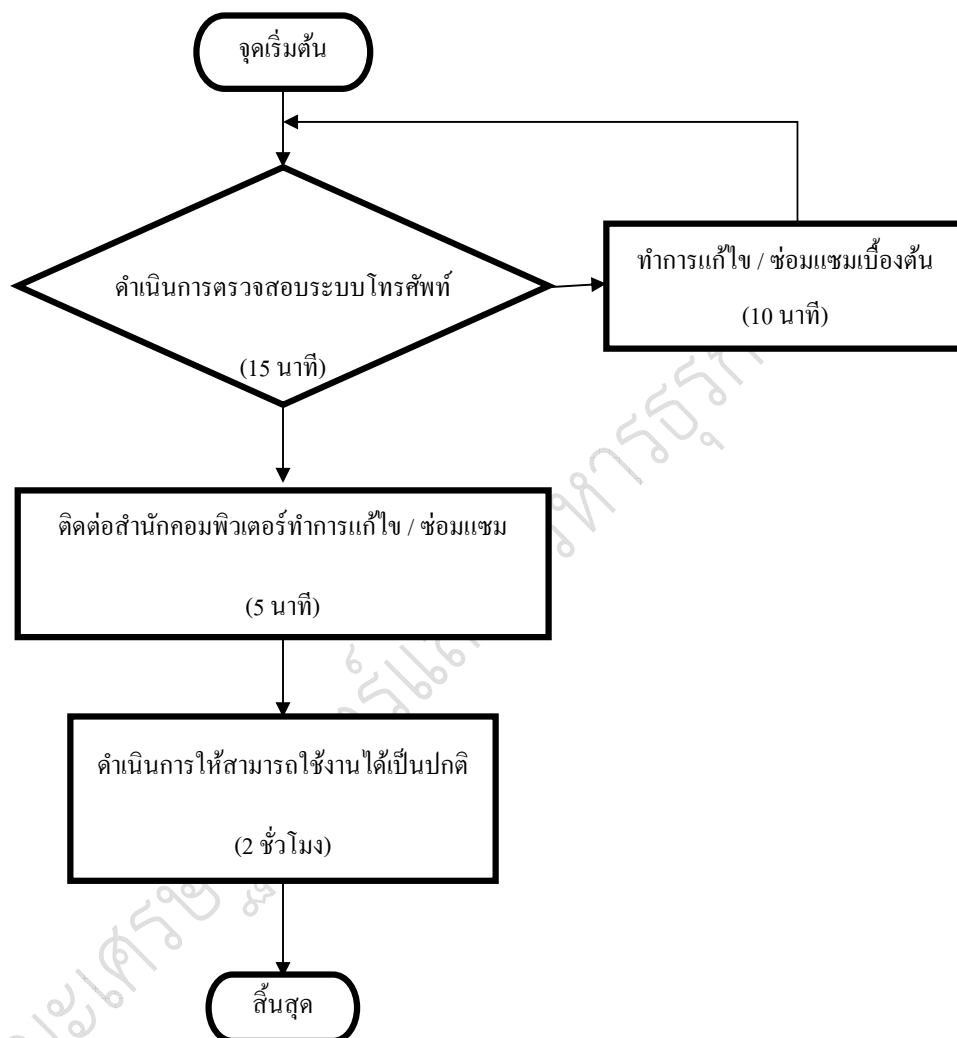 จุดเริ่มต้น
ดำเนินการตรวจสอบระบบโทรศัพท์
(15 นาที)
ทำการแก้ไข / ซ่อมแซมเบื้องต้น
(10 นาที)
ติดต่อสำนักคอมพิวเตอร์ทำการแก้ไข / ซ่อมแซม
(5 นาที)
ดำเนินการให้สามารถใช้งานได้เป็นปกติ
(2 ชั่วโมง)
สิ้นสุด